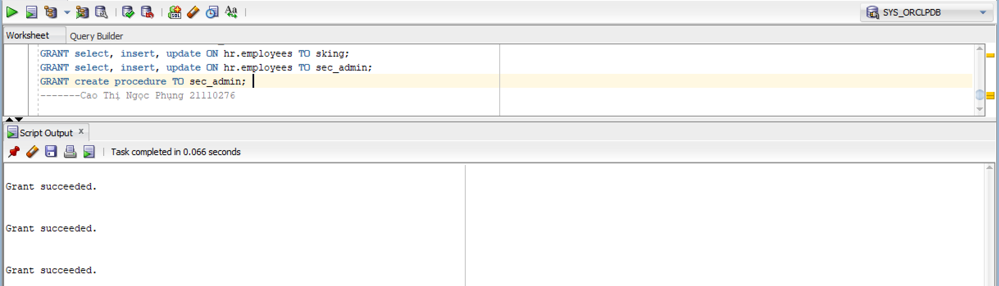 SQL
Aa
SYS_ORCLPDB
Worksheet
Query Builder
GRANT select, insert, update ON hr.employees TO sking;
GRANT select, insert, update ON hr.employees TO sec_admin;
GRANT create procedure TO sec_admin;
-------Cao Thị Ngọc Phụng 21110276
Script Output x
Task completed in 0.066 seconds
Grant succeeded.
Grant succeeded.
Grant succeeded.